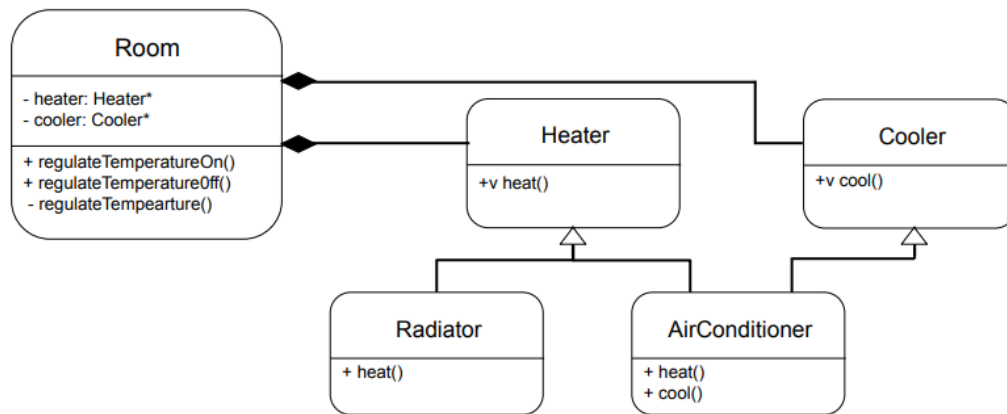 Room
- heater: Heater*
- cooler: Cooler*
+ regulateTemperatureOn()
+ regulateTemperature0ff()
- regulateTempearture()
Heater
+v heat()
Cooler
+v cool()
Radiator
+ heat()
AirConditioner
+ heat()
+ cool()